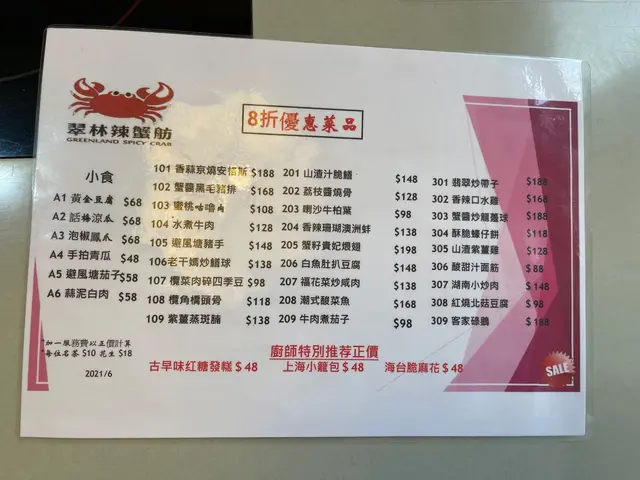 翠林辣蟹舫
GREENLAND SPICY CRAB
8折優惠菜品
小食
A1 黃金豆腐 $68
A2 話梅涼瓜 $68
A3 泡椒鳳爪 $68
A4 手拍青瓜 $48
A5 避風塘茄子 $58
A6 蒜泥白肉 $58
101 香蒜京燒安格斯 $188
102 蟹醬黑毛豬排 $168
103 蜜桃咕嚕肉 $108
104 水煮牛肉 $128
105 避風塘豬手 $148
106 老干媽炒鱔球 $138
107 欖菜肉碎四季豆 $98
108 欖角欖頭骨 $118
109 紫薑蒸斑腩 $138
201 山渣汁脆鱔 $148
202 荔枝醬燒骨 $128
203 喇沙牛柏葉 $98
204 香辣珊瑚澳洲蚌 $138
205 蟹籽貴妃煨翅 $198
206 白魚肚扒豆腐 $138
207 福花菜炒咸肉 $138
208 潮式酸菜魚 $168
209 牛肉煮茄子 $98
301 翡翠炒帶子 $188
302 香辣口水雞 $168
303 蟹醬炒龍躉球 $188
304 酥脆蠔仔餅 $118
305 山渣紫薑雞 $128
306 酸甜汁面筋 $88
307 湖南小炒肉 $148
308 紅燒北菇豆腐 $98
309 客家碌鵝 $188
*加一服務費以正價計算
*每位名茶 $10 花生 $18
2021/6
廚師特別推荐正價
古早味红糖發糕 $48
上海小籠包 $48
海台脆麻花 $48
SALE